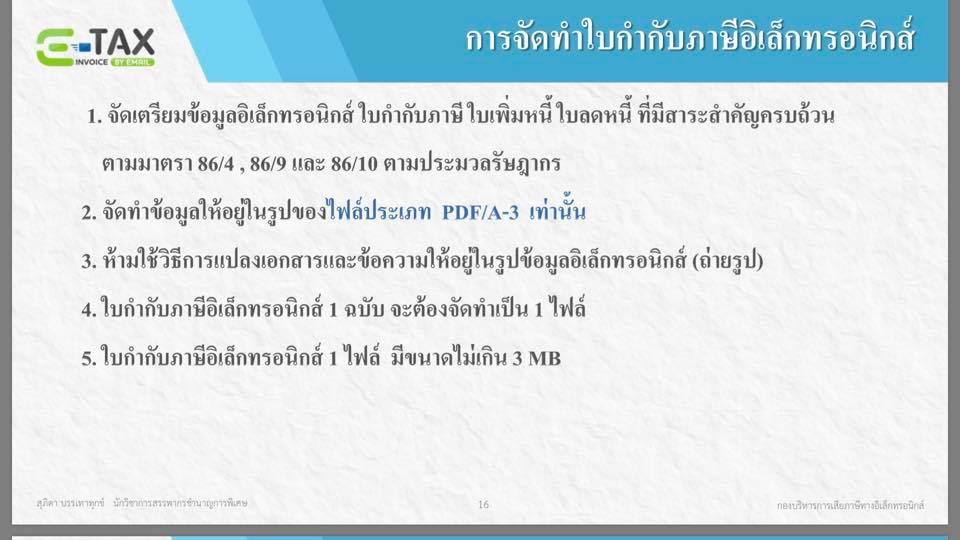 E-TAX
INVOICE BY EMAIL
การจัดทำใบกำกับภาษีอิเล็กทรอนิกส์
1. จัดเตรียมข้อมูลอิเล็กทรอนิกส์ ใบกำกับภาษี ใบเพิ่มหนี้ ใบลดหนี้ ที่มีสาระสำคัญครบถ้วน
ตามมาตรา 86/4 , 86/9 และ 86/10 ตามประมวลรัษฎากร
2. จัดทำข้อมูลให้อยู่ในรูปของไฟล์ประเภท PDF/A-3 เท่านั้น
3. ห้ามใช้วิธีการแปลงเอกสารและข้อความให้อยู่ในรูปข้อมูลอิเล็กทรอนิกส์ (ถ่ายรูป)
4. ใบกำกับภาษีอิเล็กทรอนิกส์ 1 ฉบับ จะต้องจัดทำเป็น 1 ไฟล์
5. ใบกำกับภาษีอิเล็กทรอนิกส์ 1 ไฟล์ มีขนาดไม่เกิน 3 MB
สุภิตา บรรเทาทุกข์ นักวิชาการสรรพากรชำนาญการพิเศษ
16
กองบริหารการเสียภาษีทางอิเล็กทรอนิกส์